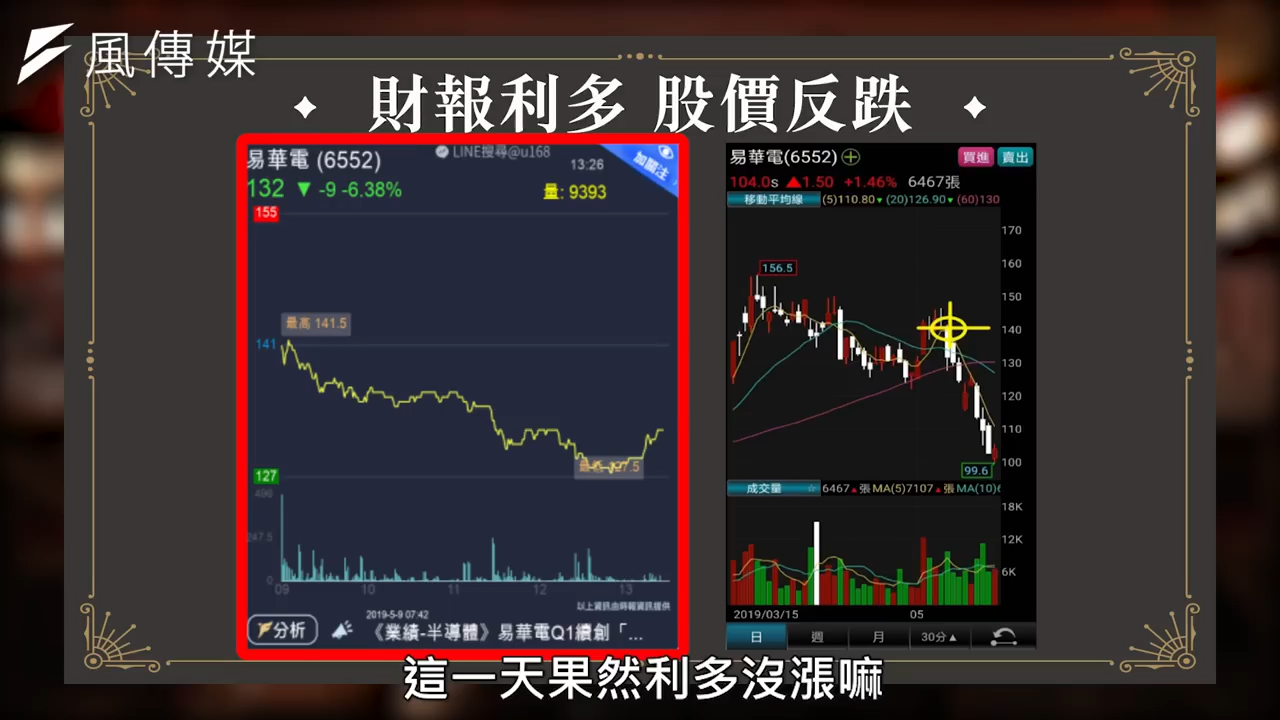 風傳媒
財報利多 股價反跌
易華電 (6552)
LINE搜尋@u168
13:26
加關注
132 ▼ -9 -6.38%
量: 9393
155
最高 141.5
141
127
498
247.5
0
09 10 11 12 13
以上資訊由時報資訊提供
分析
2019-5-9 07:42
《業績-半導體》易華電Q1續創「...
易華電(6552)
買進 賣出
104.0s ▲1.50 +1.46% 6467張
移動平均線 (5)110.80▼ (20)126.90▼ (60)130
170
160
156.5
150
140
130
120
110
100
99.6
成交量 ☆ 6467▲張 MA(5)7107▲張 MA(10)6
18K
12K
6K
2019/03/15 05
日 週 月 30分▲
這一天果然利多沒漲嘛